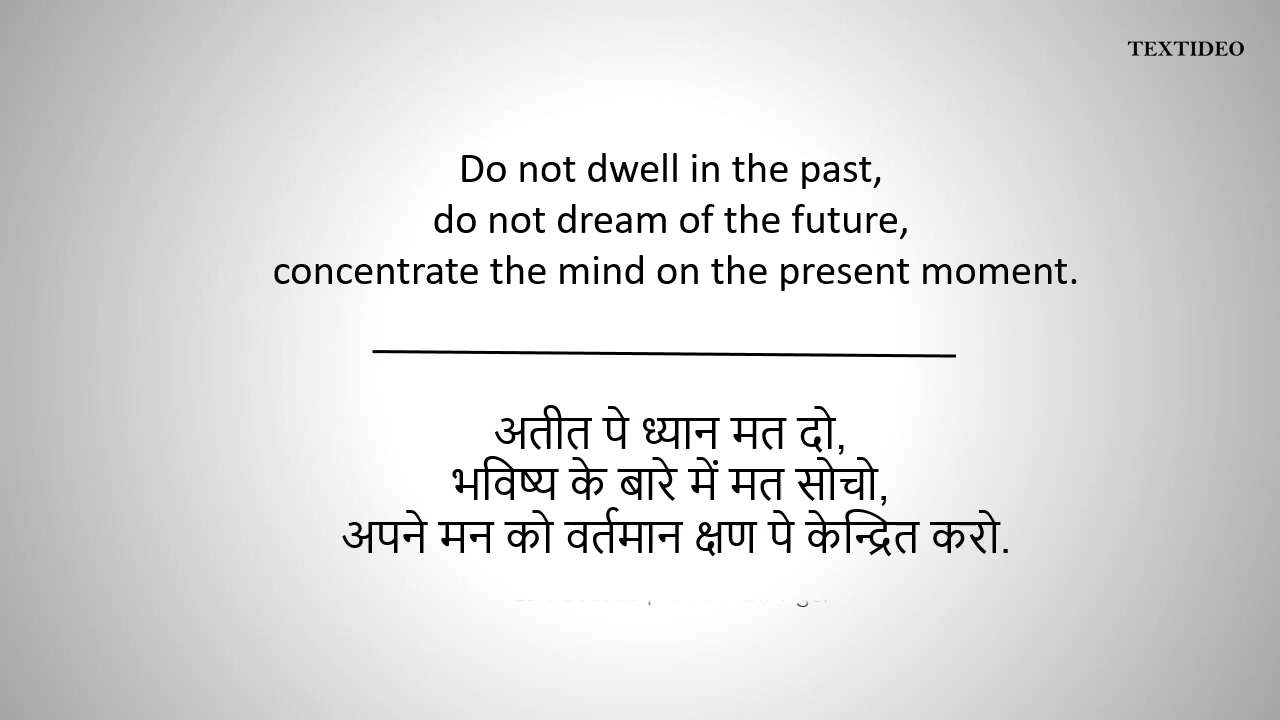 TEXTIDEO
Do not dwell in the past,
do not dream of the future,
concentrate the mind on the present moment.
अतीत पे ध्यान मत दो,
भविष्य के बारे में मत सोचो,
अपने मन को वर्तमान क्षण पे केन्द्रित करो.